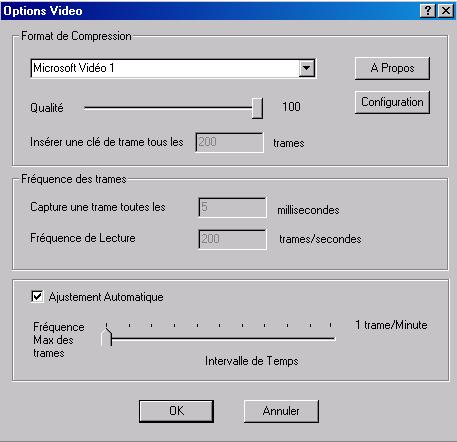 Options Video
Format de Compression
Microsoft Vidéo 1
A Propos
Qualité
100
Configuration
Insérer une clé de trame tous les 200 trames
Fréquence des trames
Capture une trame toutes les 5 millisecondes
Fréquence de Lecture 200 trames/secondes
Ajustement Automatique
Fréquence
Max des
trames
1 trame/Minute
Intervalle de Temps
OK
Annuler